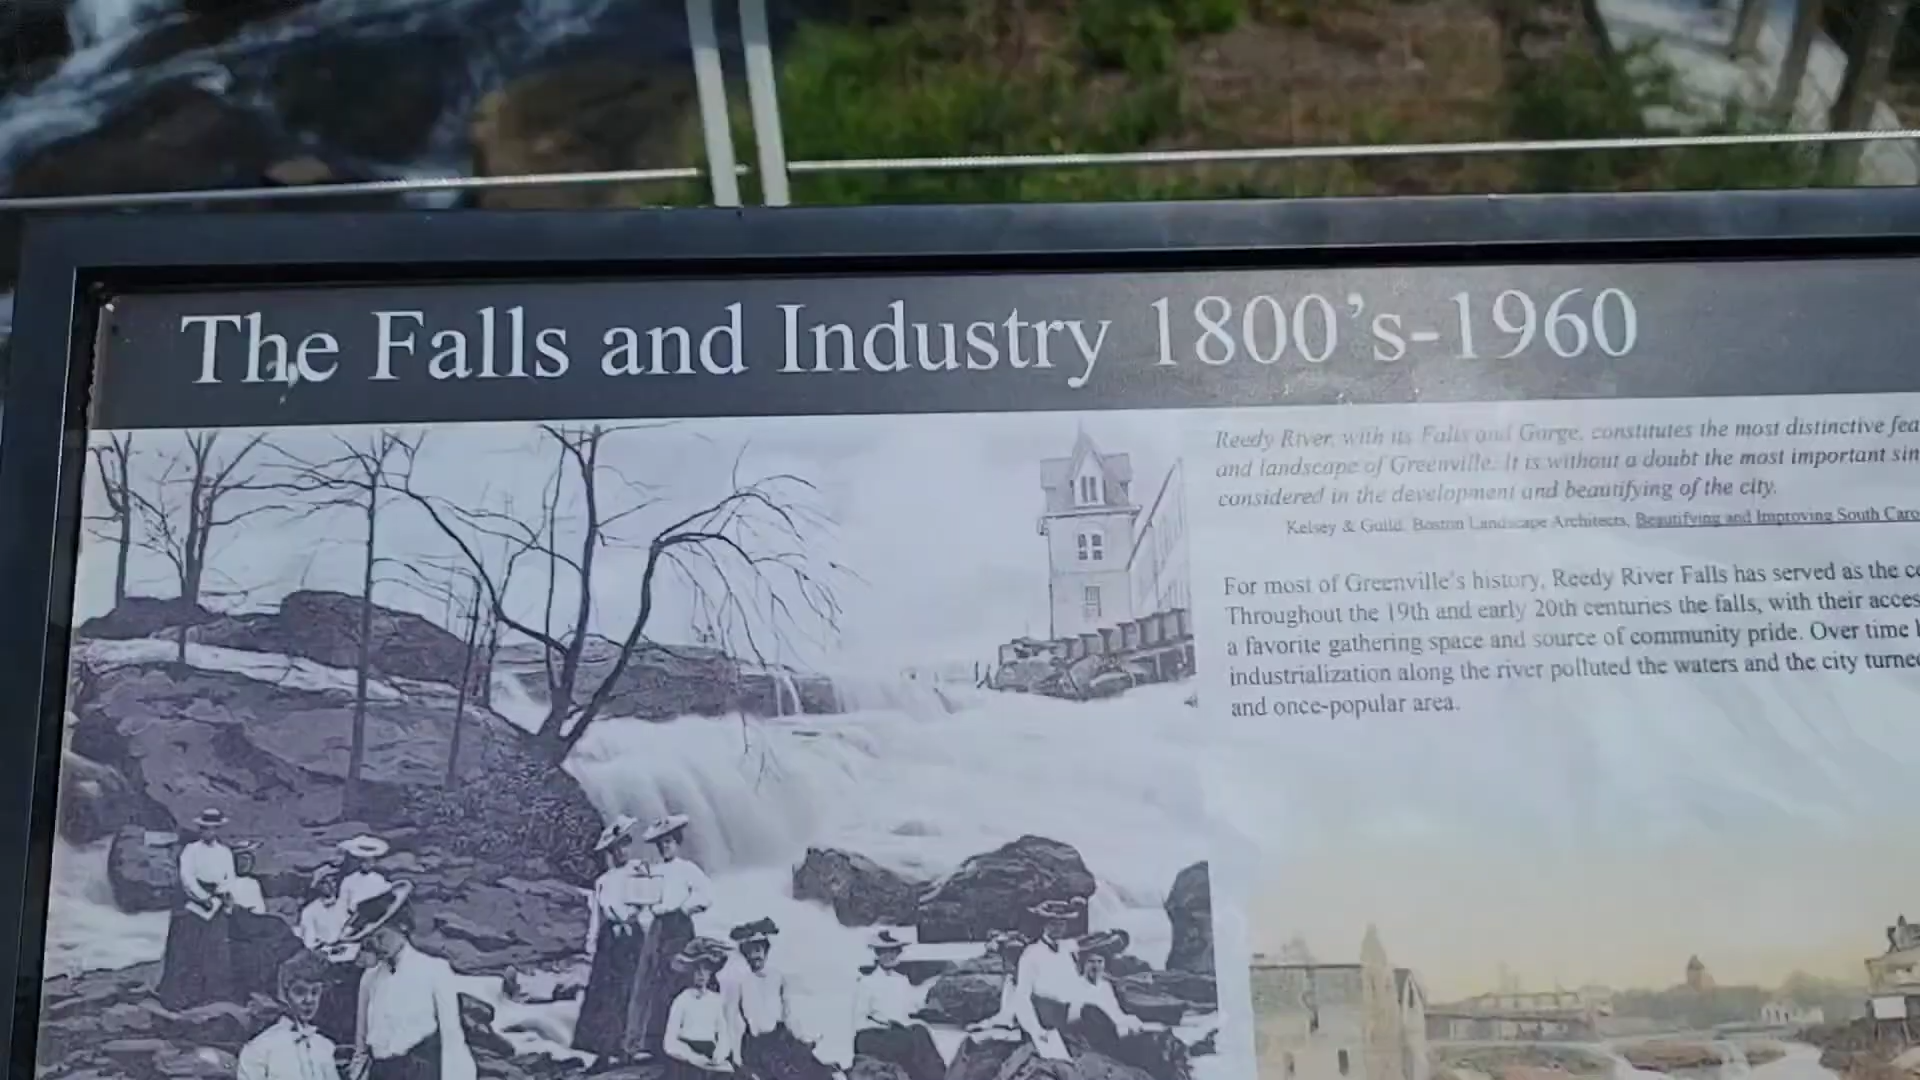 The Falls and Industry 1800's-1960
Reedy River, with its Falls and Gorge, constitutes the most distinctive fea
and landscape of Greenville. It is without a doubt the most important sin
considered in the development and beautifying of the city.
Kelsey & Guild, Boston Landscape Architects, Beautifying and Improving South Caro
For most of Greenville's history, Reedy River Falls has served as the c
Throughout the 19th and early 20th centuries the falls, with their acces
a favorite gathering space and source of community pride. Over time
industrialization along the river polluted the waters and the city turne
and once-popular area.